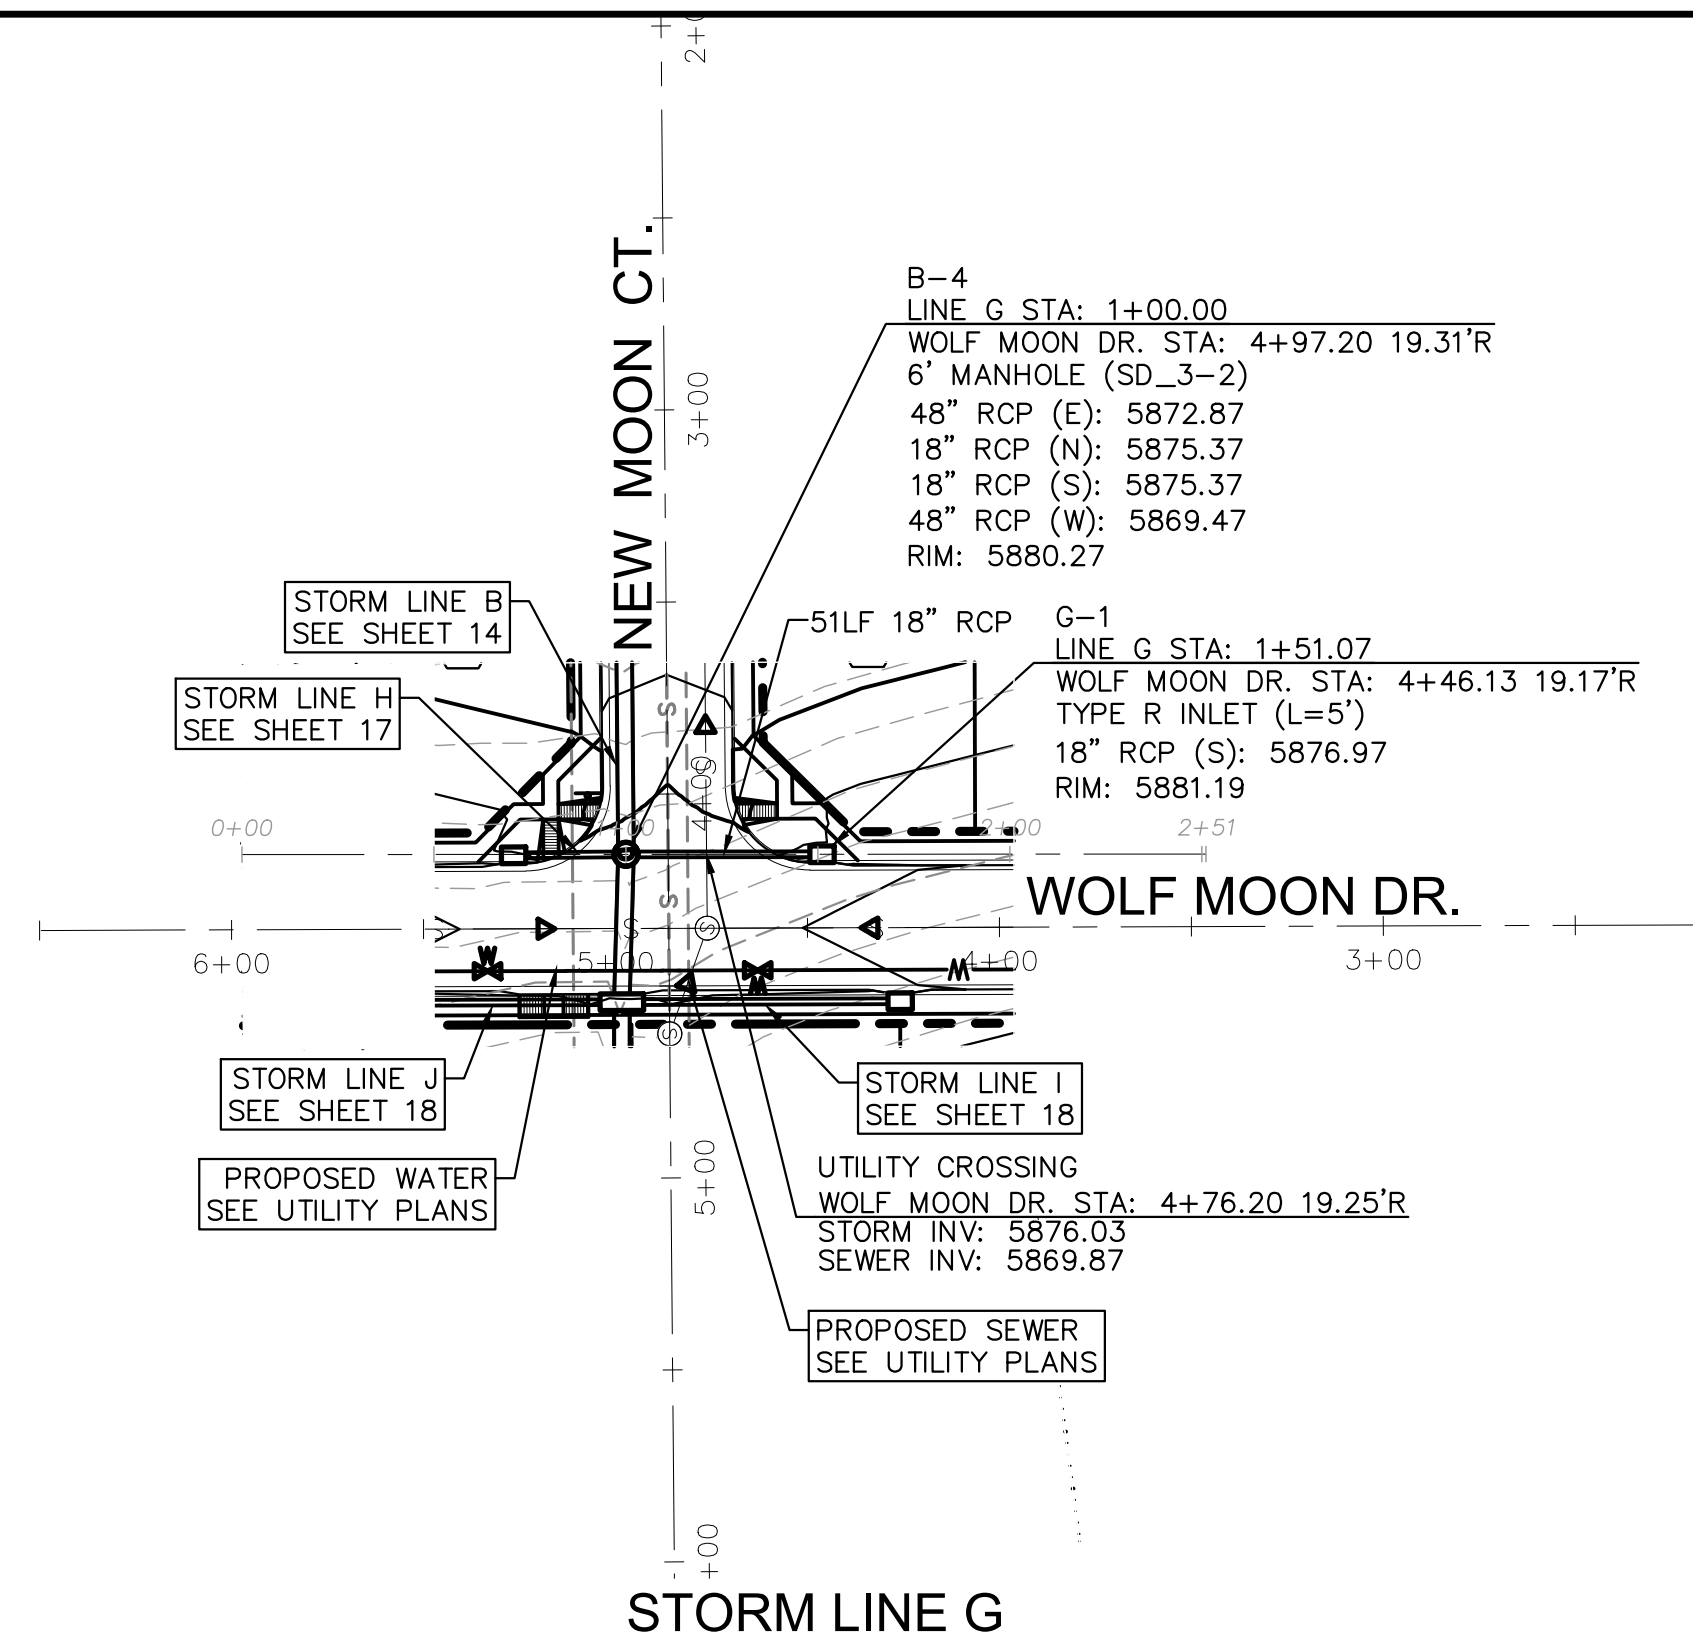 2+0
NEW MOON CT.
3+00
B-4
LINE G STA: 1+00.00
WOLF MOON DR. STA: 4+97.20 19.31'R
6' MANHOLE (SD_3-2)
48" RCP (E): 5872.87
18" RCP (N): 5875.37
18" RCP (S): 5875.37
48" RCP (W): 5869.47
RIM: 5880.27
STORM LINE B
SEE SHEET 14
51LF 18" RCP
G-1
LINE G STA: 1+51.07
WOLF MOON DR. STA: 4+46.13 19.17'R
TYPE R INLET (L=5')
18" RCP (S): 5876.97
RIM: 5881.19
STORM LINE H
SEE SHEET 17
S
4+00
S
0+00
1+00
2+00
2+51
WOLF MOON DR.
S
S
S
6+00
W
5+00
W
W
4+00
3+00
S
STORM LINE J
SEE SHEET 18
STORM LINE I
SEE SHEET 18
PROPOSED WATER
SEE UTILITY PLANS
5+00
UTILITY CROSSING
WOLF MOON DR. STA: 4+76.20 19.25'R
STORM INV: 5876.03
SEWER INV: 5869.87
PROPOSED SEWER
SEE UTILITY PLANS
+00
STORM LINE G